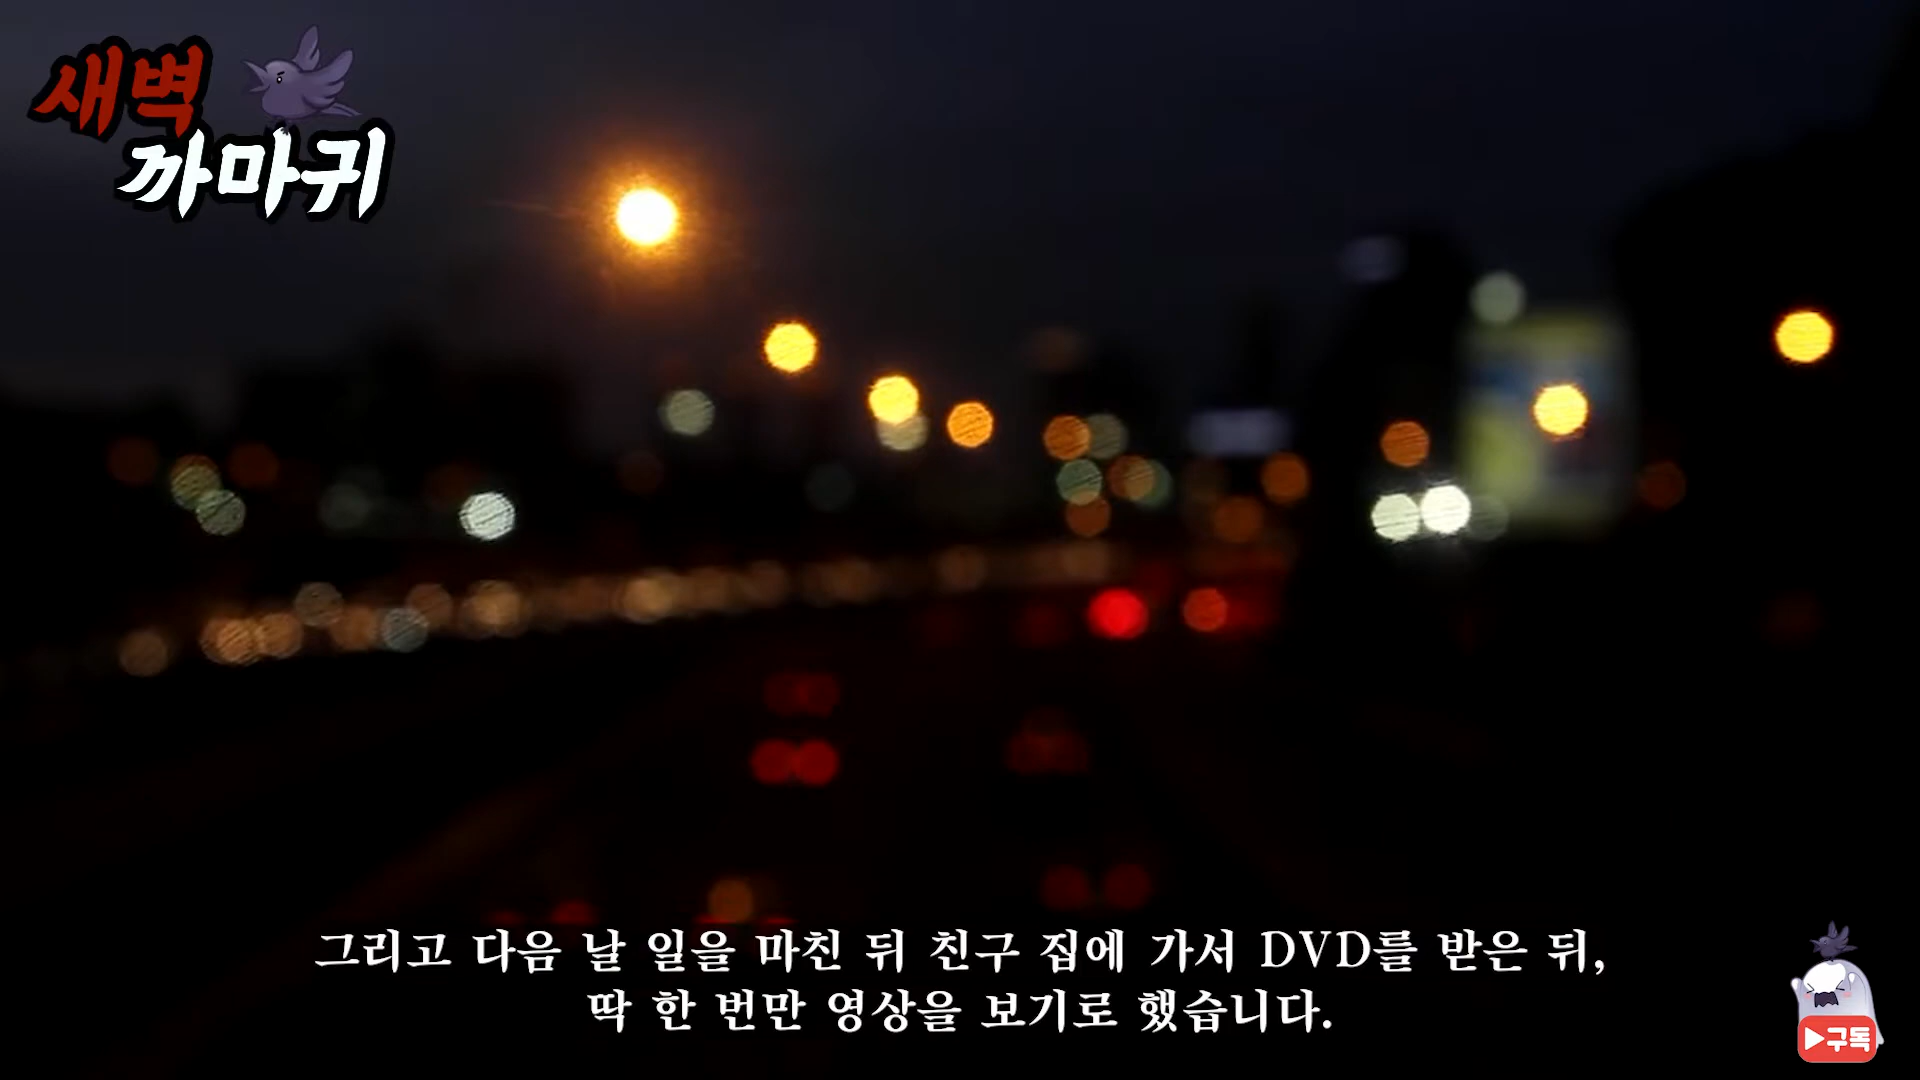 새벽
까마귀
그리고 다음 날 일을 마친 뒤 친구 집에 가서 DVD를 받은 뒤,
딱 한 번만 영상을 보기로 했습니다.
구독